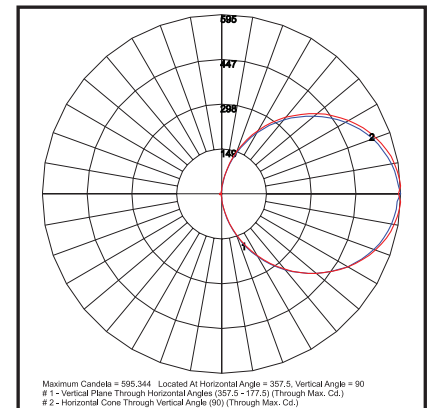 595
447
298
149
2
1
Maximum Candela = 595.344 Located At Horizontal Angle = 357.5, Vertical Angle = 90
# 1 - Vertical Plane Through Horizontal Angles (357.5 - 177.5) (Through Max. Cd.)
# 2 - Horizontal Cone Through Vertical Angle (90) (Through Max. Cd.)